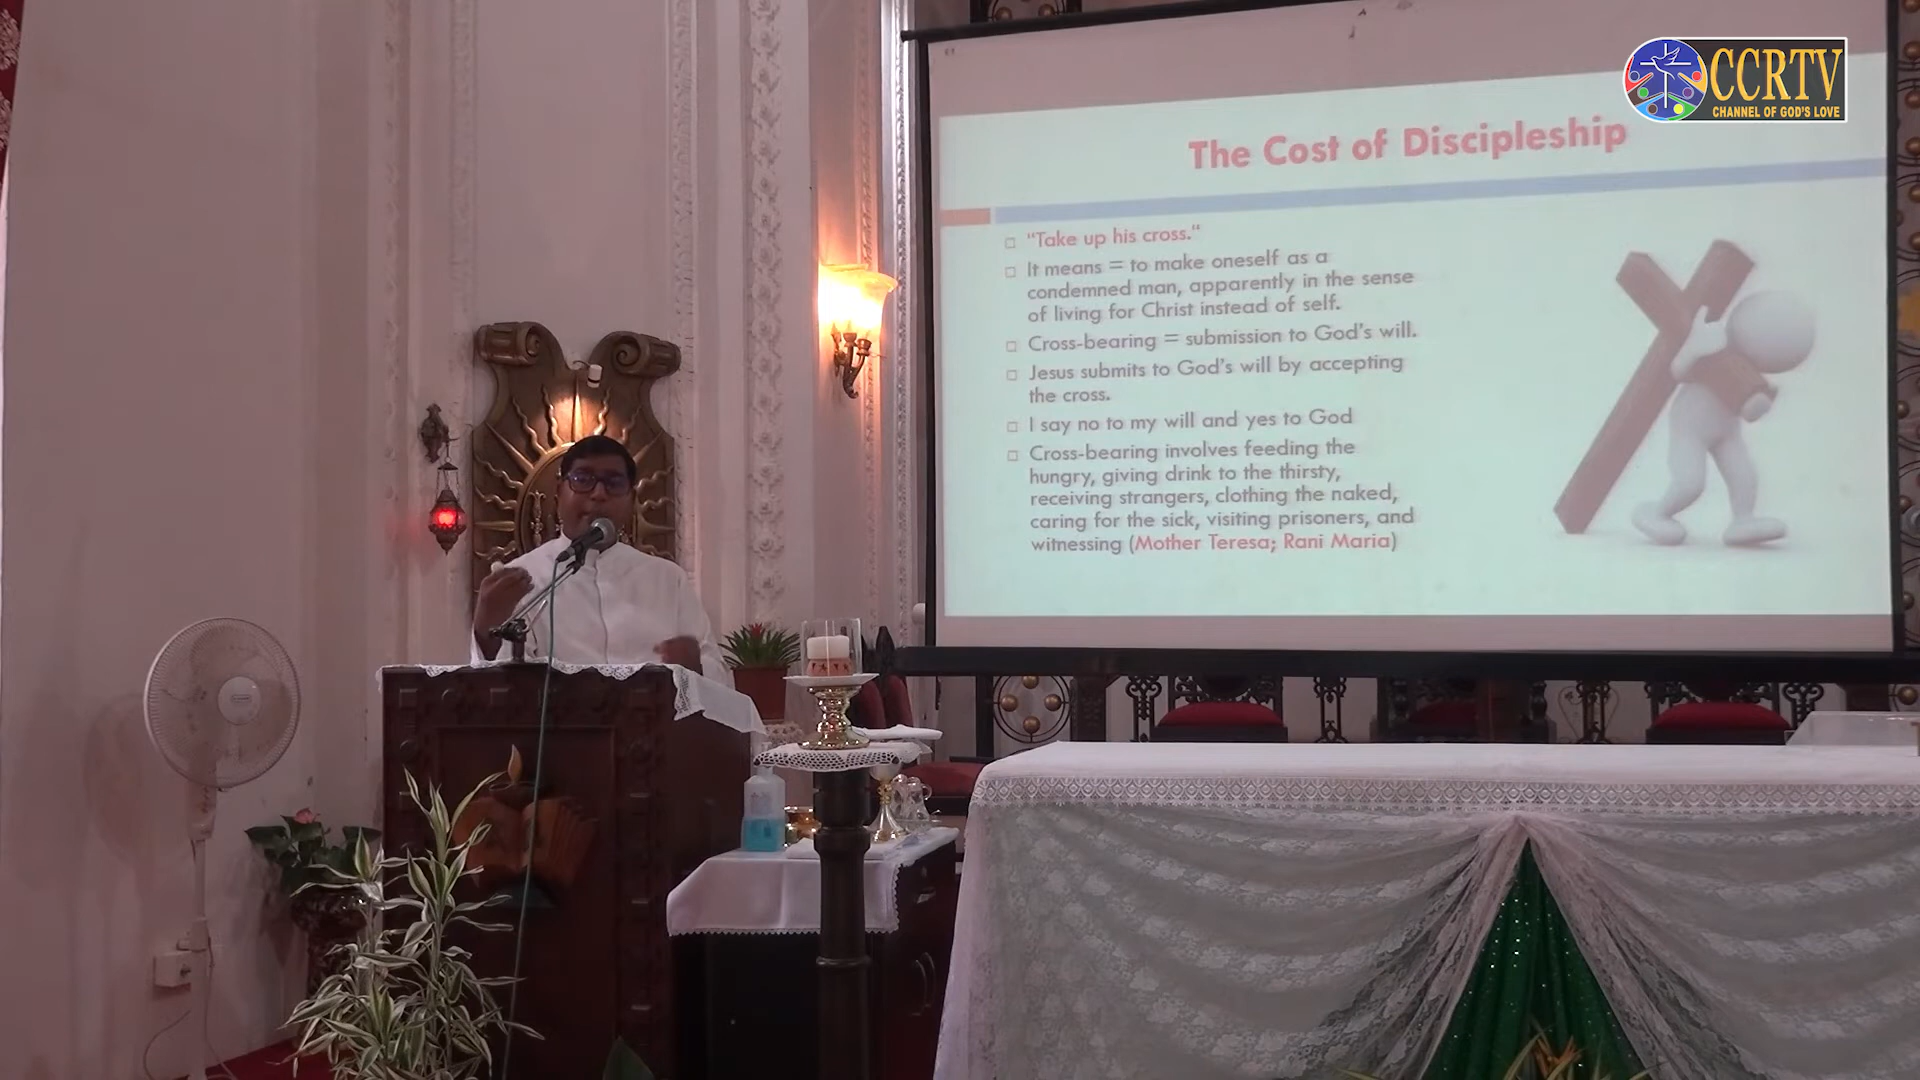 CCRTV
CHANNEL OF GOD'S LOVE
The Cost of Discipleship
"Take up his cross."
It means = to make oneself as a
condemned man, apparently in the sense
of living for Christ instead of self.
Cross-bearing = submission to God's will.
Jesus submits to God's will by accepting
the cross.
I say no to my will and yes to God
Cross-bearing involves feeding the
hungry, giving drink to the thirsty,
receiving strangers, clothing the naked,
caring for the sick, visiting prisoners, and
witnessing (Mother Teresa; Rani Maria)